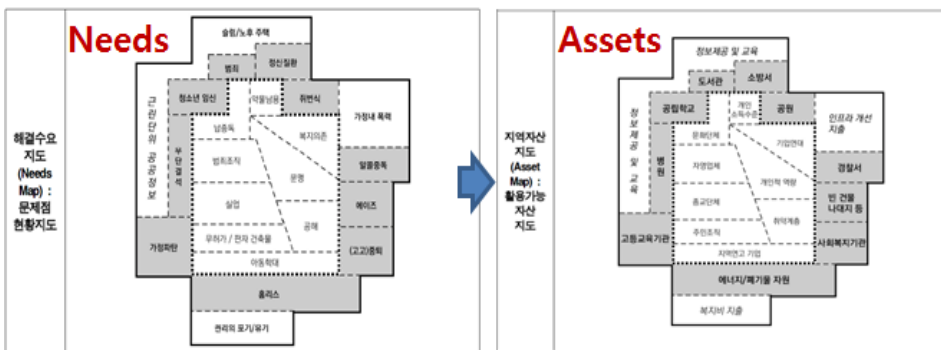 해결수요
지도
(Needs
Map) :
문제점
현황지도
Needs
슬럼/노후 주택
범죄
정신질환
청소년 임신
약물남용
취번식
근린단위 공공정보
가정내 폭력
무단결석
납중독
복지의존
범죄조직
문맹
알콜중독
실업
에이즈
공해
무허가 / 판자 건축물
가정파탄
(고교)중퇴
아동학대
홈리스
권리의 포기/유기
지역자산
지도
(Asset
Map) :
활용가능
자산
지도
Assets
정보제공 및 교육
도서관
소방서
공립학교
개인
소득수준
공원
정보제공 및 교육
인프라 개선
지출
병원
문화단체
기업연대
자영업체
경찰서
개인적 역량
종교단체
빈 건물
나대지 등
취약계층
주민조직
고등교육기관
사회복지기관
지역연고 기업
에너지/폐기물 자원
복지비 지출